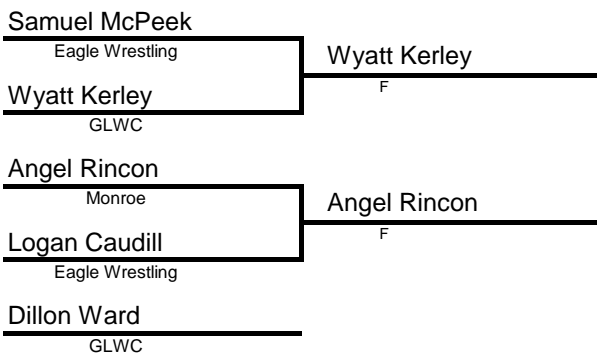 Samuel McPeek
Eagle Wrestling
Wyatt Kerley
F
Wyatt Kerley
GLWC
Angel Rincon
Monroe
Angel Rincon
F
Logan Caudill
Eagle Wrestling
Dillon Ward
GLWC